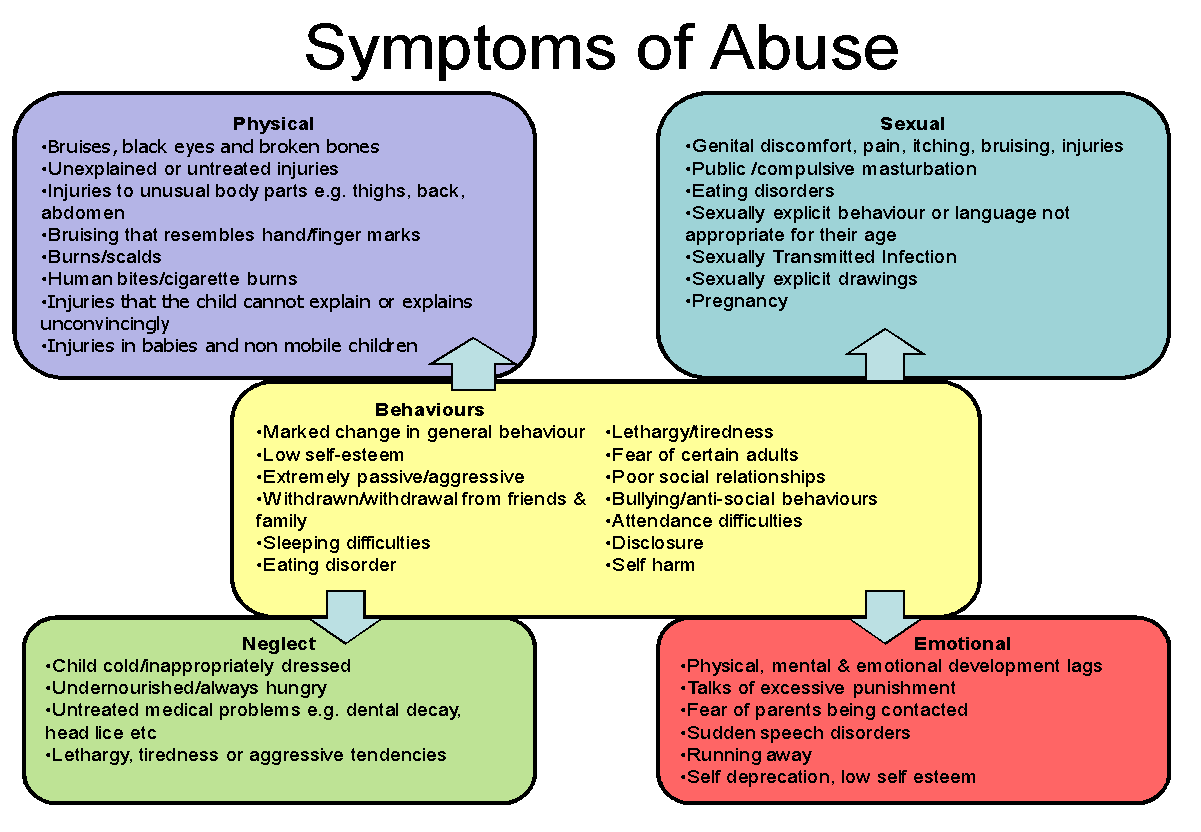 Symptoms of Abuse
Physical
•Bruises, black eyes and broken bones
•Unexplained or untreated injuries
•Injuries to unusual body parts e.g. thighs, back,
abdomen
•Bruising that resembles hand/finger marks
•Burns/scalds
•Human bites/cigarette burns
•Injuries that the child cannot explain or explains
unconvincingly
•Injuries in babies and non mobile children
Sexual
•Genital discomfort, pain, itching, bruising, injuries
•Public /compulsive masturbation
•Eating disorders
•Sexually explicit behaviour or language not
appropriate for their age
•Sexually Transmitted Infection
•Sexually explicit drawings
•Pregnancy
Behaviours
•Marked change in general behaviour
•Low self-esteem
•Extremely passive/aggressive
•Withdrawn/withdrawal from friends &
family
•Sleeping difficulties
•Eating disorder
•Lethargy/tiredness
•Fear of certain adults
•Poor social relationships
•Bullying/anti-social behaviours
•Attendance difficulties
•Disclosure
•Self harm
Neglect
•Child cold/inappropriately dressed
•Undernourished/always hungry
•Untreated medical problems e.g. dental decay,
head lice etc
•Lethargy, tiredness or aggressive tendencies
Emotional
•Physical, mental & emotional development lags
•Talks of excessive punishment
•Fear of parents being contacted
•Sudden speech disorders
•Running away
•Self deprecation, low self esteem